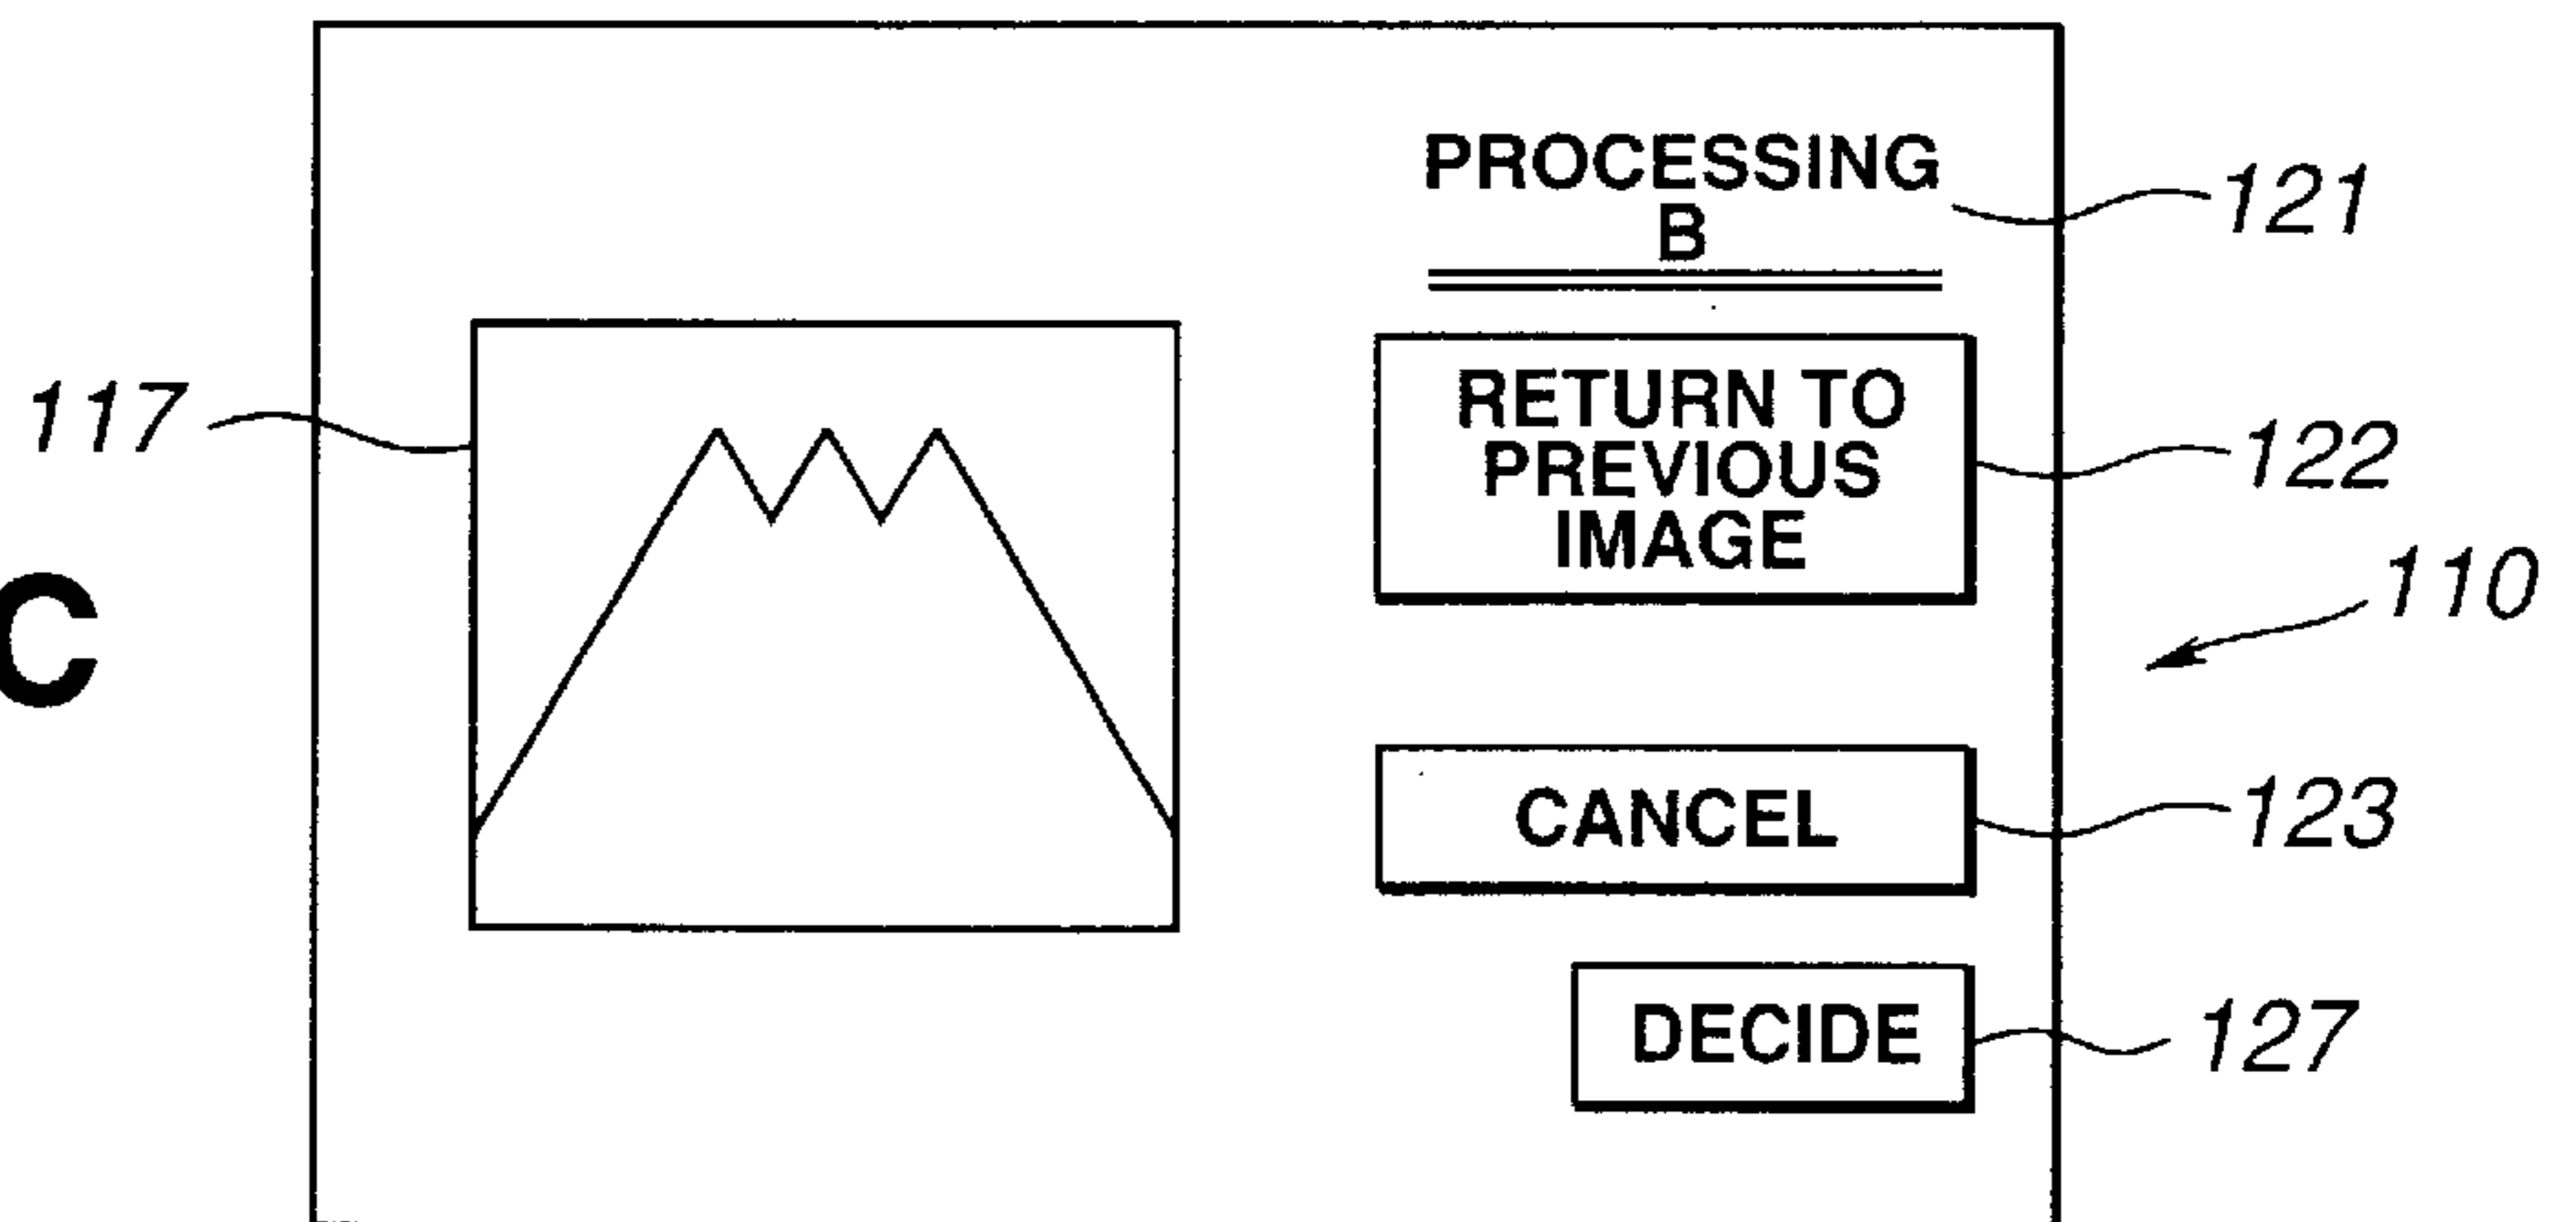 PROCESSING
B
121
117
RETURN TO
PREVIOUS
IMAGE
122
110
C
CANCEL
123
DECIDE
127